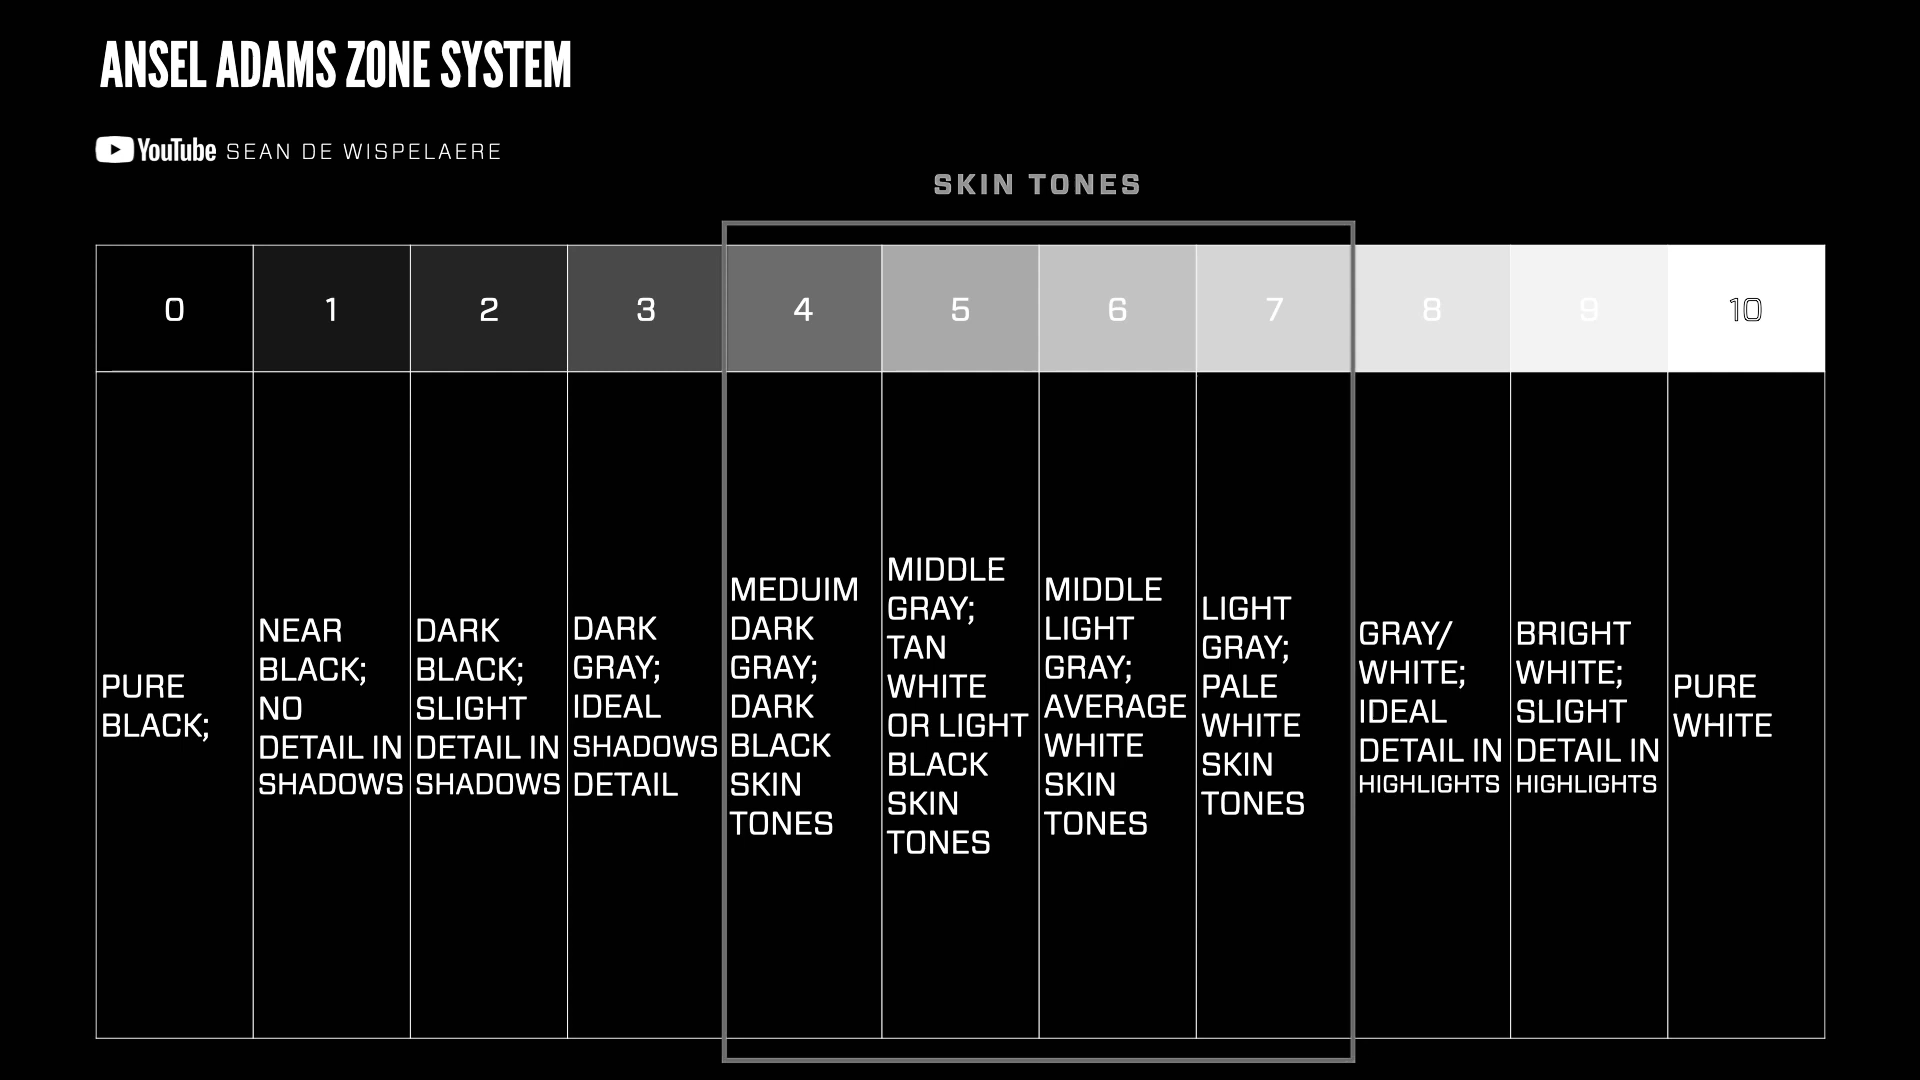 ANSEL ADAMS ZONE SYSTEM
YouTube SEAN DE WISPELAERE
SKIN TONES
0
1
2
3
4
5
6
7
8
9
10
PURE
BLACK;
NEAR
BLACK;
NO
DETAIL IN
SHADOWS
DARK
BLACK;
SLIGHT
DETAIL IN
SHADOWS
DARK
GRAY;
IDEAL
SHADOWS
DETAIL
MEDUIM
DARK
GRAY;
DARK
BLACK
SKIN
TONES
MIDDLE
GRAY;
TAN
WHITE
OR LIGHT
BLACK
SKIN
TONES
MIDDLE
LIGHT
GRAY;
AVERAGE
WHITE
SKIN
TONES
LIGHT
GRAY;
PALE
WHITE
SKIN
TONES
GRAY/
WHITE;
IDEAL
DETAIL IN
HIGHLIGHTS
BRIGHT
WHITE;
SLIGHT
DETAIL IN
HIGHLIGHTS
PURE
WHITE